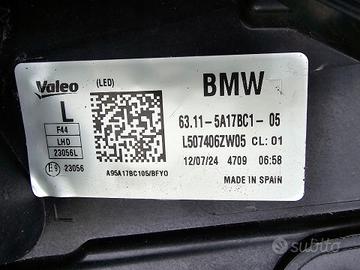 Valeo
(LED)
BMW
L
F44
LHD
23056L
E9 23056
63.11- 5A17BC1- 05
L507406ZW05 CL: 01
12/07/24 4709 06:58
A95A17BC105/BFYO
MADE IN SPAIN
subito